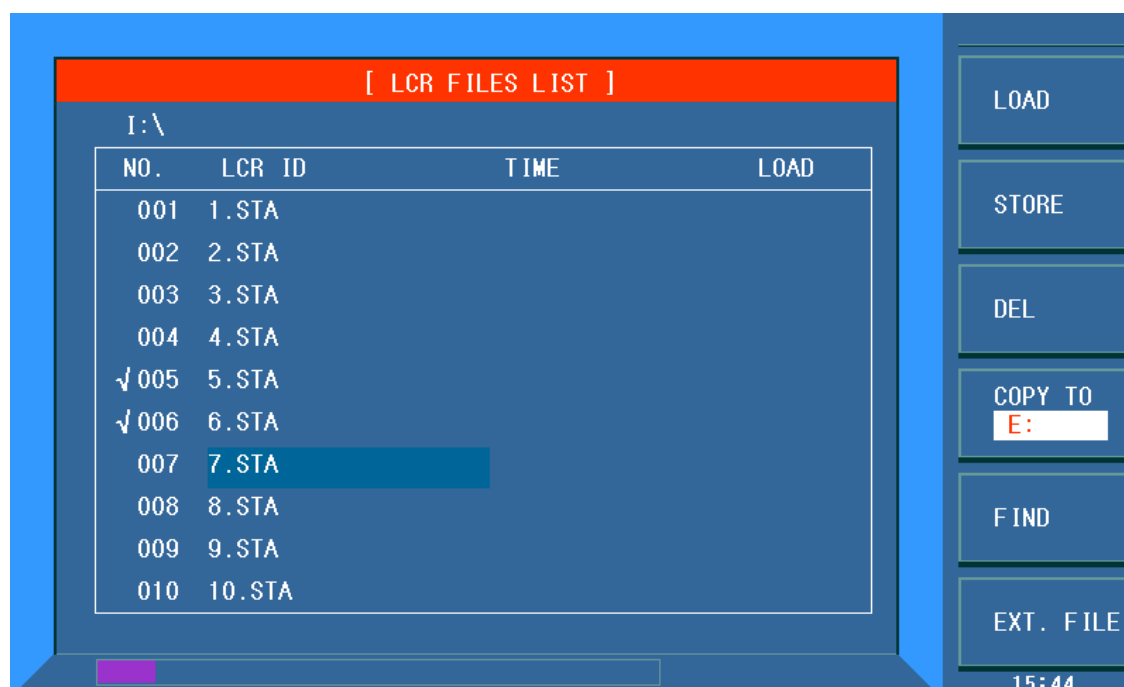 [ LCR FILES LIST ]
I:\
NO. LCR ID TIME LOAD
001 1.STA
002 2.STA
003 3.STA
004 4.STA
√ 005 5.STA
√ 006 6.STA
007 7.STA
008 8.STA
009 9.STA
010 10.STA
LOAD
STORE
DEL
COPY TO
E:
FIND
EXT. FILE
15:44